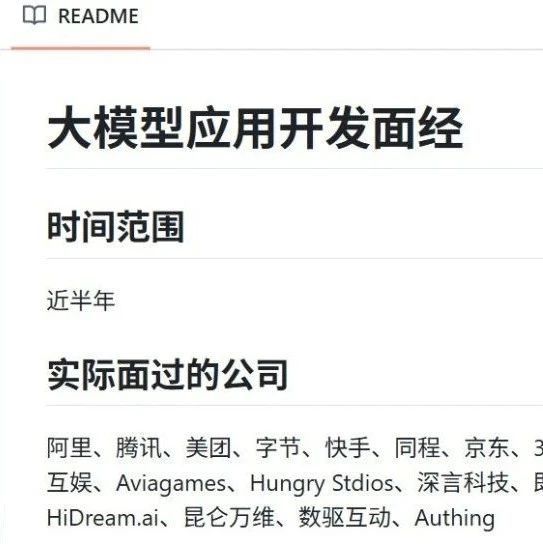 README
大模型应用开发面经
时间范围
近半年
实际面过的公司
阿里、腾讯、美团、字节、快手、同程、京东、3
互娱、Aviagames、Hungry Stdios、深言科技、
HiDream.ai、昆仑万维、数驱互动、Authing